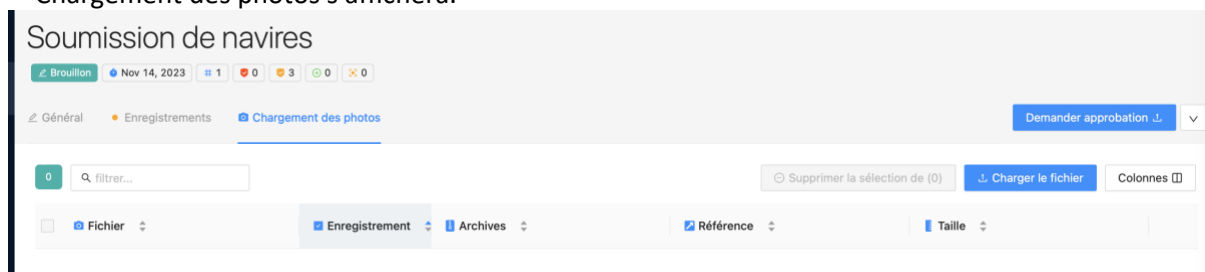 Chargement des photos s'affichera.
Soumission de navires
Brouillon Nov 14, 2023 # 1 0 3 0 0
Général Enregistrements Chargement des photos Demander approbation
0 filtrer... Supprimer la sélection de (0) Charger le fichier Colonnes
Fichier Enregistrement Archives Référence Taille